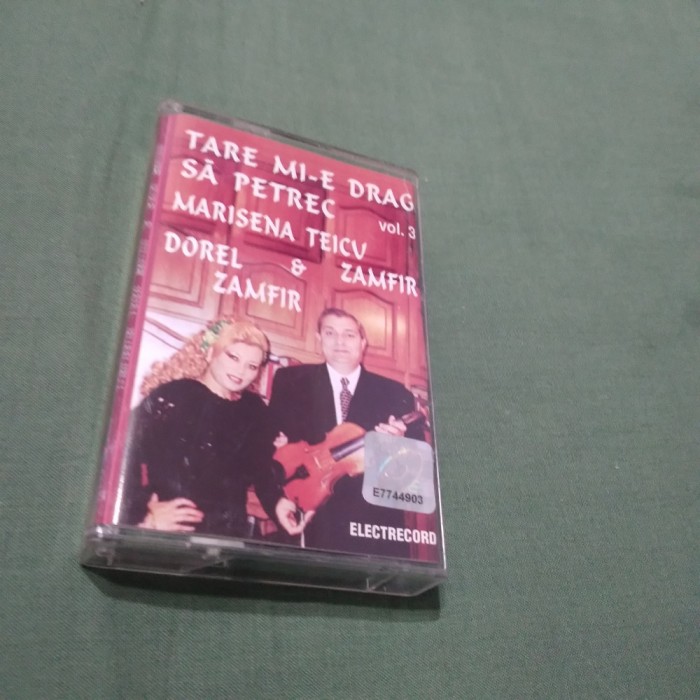 TARE MI-E DRAG
SĂ PETREC
vol. 3
MARISENA TEICU
ZAMFIR
&
DOREL
ZAMFIR
E7744903
ELECTRECORD